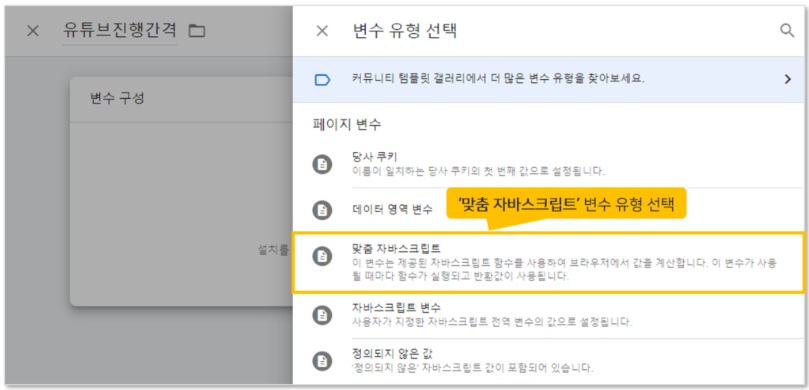 유튜브진행간격
변수 유형 선택
커뮤니티 템플릿 갤러리에서 더 많은 변수 유형을 찾아보세요.
변수 구성
페이지 변수
당사 쿠키
이름이 일치하는 당사 쿠키의 첫 번째 값으로 설정됩니다.
데이터 영역 변수
'맞춤 자바스크립트' 변수 유형 선택
맞춤 자바스크립트
이 변수는 제공된 자바스크립트 함수를 사용하여 브라우저에서 값을 계산합니다. 이 변수가 사용
될 때마다 함수가 실행되고 반환값이 사용됩니다.
설치를
자바스크립트 변수
사용자가 지정한 자바스크립트 전역 변수의 값으로 설정됩니다.
정의되지 않은 값
'정의되지 않은' 자바스크립트 값이 포함되어 있습니다.